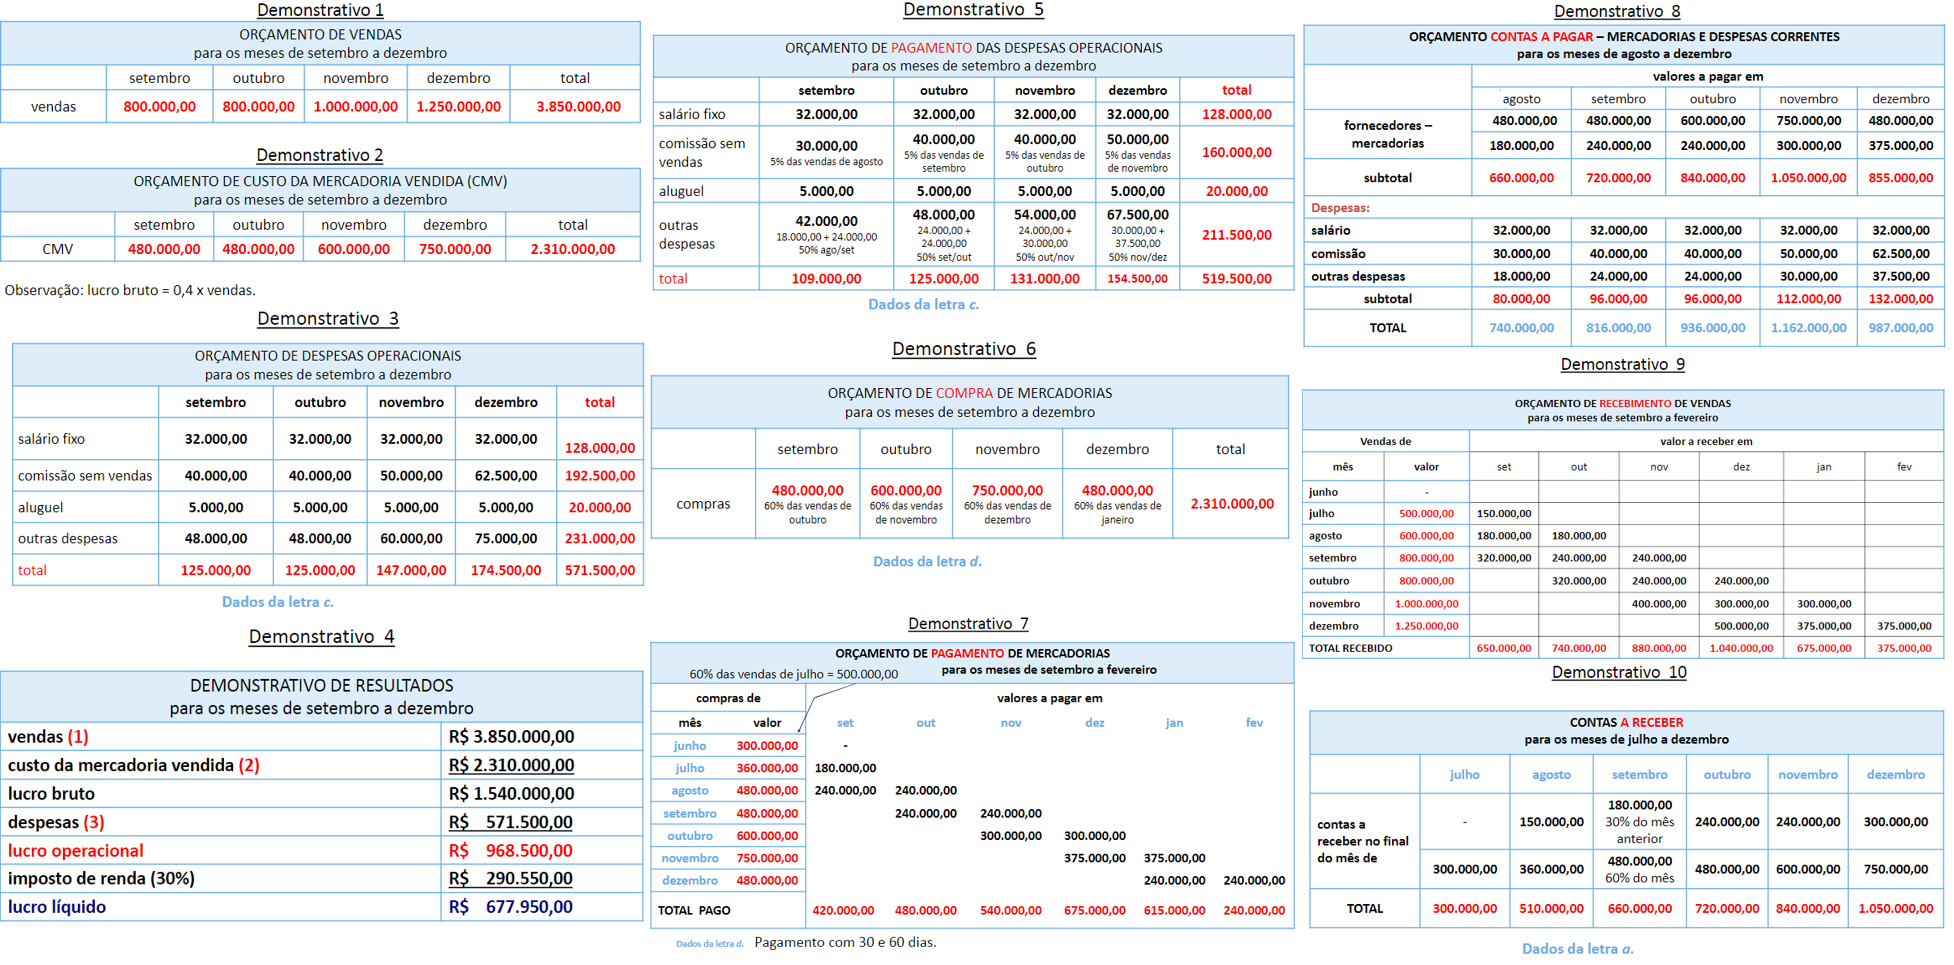 Demonstrativo 1
ORÇAMENTO DE VENDAS
para os meses de setembro a dezembro
setembro outubro novembro dezembro total
vendas 800.000,00 800.000,00 1.000.000,00 1.250.000,00 3.850.000,00
Demonstrativo 2
ORÇAMENTO DE CUSTO DA MERCADORIA VENDIDA (CMV)
para os meses de setembro a dezembro
setembro outubro novembro dezembro total
CMV 480.000,00 480.000,00 600.000,00 750.000,00 2.310.000,00
Observação: lucro bruto = 0,4 x vendas.
Demonstrativo 3
ORÇAMENTO DE DESPESAS OPERACIONAIS
para os meses de setembro a dezembro
setembro outubro novembro dezembro total
salário fixo 32.000,00 32.000,00 32.000,00 32.000,00 128.000,00
comissão sem vendas 40.000,00 40.000,00 50.000,00 62.500,00 192.500,00
aluguel 5.000,00 5.000,00 5.000,00 5.000,00 20.000,00
outras despesas 48.000,00 48.000,00 60.000,00 75.000,00 231.000,00
total 125.000,00 125.000,00 147.000,00 174.500,00 571.500,00
Dados da letra c.
Demonstrativo 4
DEMONSTRATIVO DE RESULTADOS
para os meses de setembro a dezembro
vendas (1) R$ 3.850.000,00
custo da mercadoria vendida (2) R$ 2.310.000,00
lucro bruto R$ 1.540.000,00
despesas (3) R$ 571.500,00
lucro operacional R$ 968.500,00
imposto de renda (30%) R$ 290.550,00
lucro líquido R$ 677.950,00
Demonstrativo 5
ORÇAMENTO DE PAGAMENTO DAS DESPESAS OPERACIONAIS
para os meses de setembro a dezembro
setembro outubro novembro dezembro total
salário fixo 32.000,00 32.000,00 32.000,00 32.000,00 128.000,00
comissão sem 30.000,00 40.000,00 40.000,00 50.000,00 160.000,00
vendas 5% das vendas de agosto 5% das vendas de 5% das vendas de 5% das vendas
setembro outubro de novembro
aluguel 5.000,00 5.000,00 5.000,00 5.000,00 20.000,00
outras 42.000,00 48.000,00 54.000,00 67.500,00 211.500,00
despesas 18.000,00 + 24.000,00 24.000,00 + 24.000,00 + 30.000,00 +
50% ago/set 24.000,00 30.000,00 37.500,00
50% set/out 50% out/nov 50% nov/dez
total 109.000,00 125.000,00 131.000,00 154.500,00 519.500,00
Dados da letra c.
Demonstrativo 6
ORÇAMENTO DE COMPRA DE MERCADORIAS
para os meses de setembro a dezembro
setembro outubro novembro dezembro total
compras 480.000,00 600.000,00 750.000,00 480.000,00 2.310.000,00
60% das vendas de 60% das vendas 60% das vendas de 60% das vendas de
outubro de novembro dezembro janeiro
Dados da letra d.
Demonstrativo 7
ORÇAMENTO DE PAGAMENTO DE MERCADORIAS
60% das vendas de julho = 500.000,00 para os meses de setembro a fevereiro
compras de valores a pagar em
mês valor set out nov dez jan fev
junho 300.000,00 -
julho 360.000,00 180.000,00
agosto 480.000,00 240.000,00 240.000,00
setembro 480.000,00 240.000,00 240.000,00
outubro 600.000,00 300.000,00 300.000,00
novembro 750.000,00 375.000,00 375.000,00
dezembro 480.000,00 240.000,00 240.000,00
TOTAL PAGO 420.000,00 480.000,00 540.000,00 675.000,00 615.000,00 240.000,00
Dados da letra d. Pagamento com 30 e 60 dias.
Demonstrativo 8
ORÇAMENTO CONTAS A PAGAR – MERCADORIAS E DESPESAS CORRENTES
para os meses de agosto a dezembro
valores a pagar em
agosto setembro outubro novembro dezembro
fornecedores – 480.000,00 480.000,00 600.000,00 750.000,00 480.000,00
mercadorias 180.000,00 240.000,00 240.000,00 300.000,00 375.000,00
subtotal 660.000,00 720.000,00 840.000,00 1.050.000,00 855.000,00
Despesas:
salário 32.000,00 32.000,00 32.000,00 32.000,00 32.000,00
comissão 30.000,00 40.000,00 40.000,00 50.000,00 62.500,00
outras despesas 18.000,00 24.000,00 24.000,00 30.000,00 37.500,00
subtotal 80.000,00 96.000,00 96.000,00 112.000,00 132.000,00
TOTAL 740.000,00 816.000,00 936.000,00 1.162.000,00 987.000,00
Demonstrativo 9
ORÇAMENTO DE RECEBIMENTO DE VENDAS
para os meses de setembro a fevereiro
Vendas de valor a receber em
mês valor set out nov dez jan fev
junho -
julho 500.000,00 150.000,00
agosto 600.000,00 180.000,00 180.000,00
setembro 800.000,00 320.000,00 240.000,00 240.000,00
outubro 800.000,00 320.000,00 240.000,00 240.000,00
novembro 1.000.000,00 400.000,00 300.000,00 300.000,00
dezembro 1.250.000,00 500.000,00 375.000,00 375.000,00
TOTAL RECEBIDO 650.000,00 740.000,00 880.000,00 1.040.000,00 675.000,00 375.000,00
Demonstrativo 10
CONTAS A RECEBER
para os meses de julho a dezembro
julho agosto setembro outubro novembro dezembro
contas a receber no final do mês de
- 150.000,00 180.000,00 240.000,00 240.000,00 300.000,00
30% do mês
anterior
300.000,00 360.000,00 480.000,00 480.000,00 600.000,00 750.000,00
60% do mês
TOTAL 300.000,00 510.000,00 660.000,00 720.000,00 840.000,00 1.050.000,00
Dados da letra a.